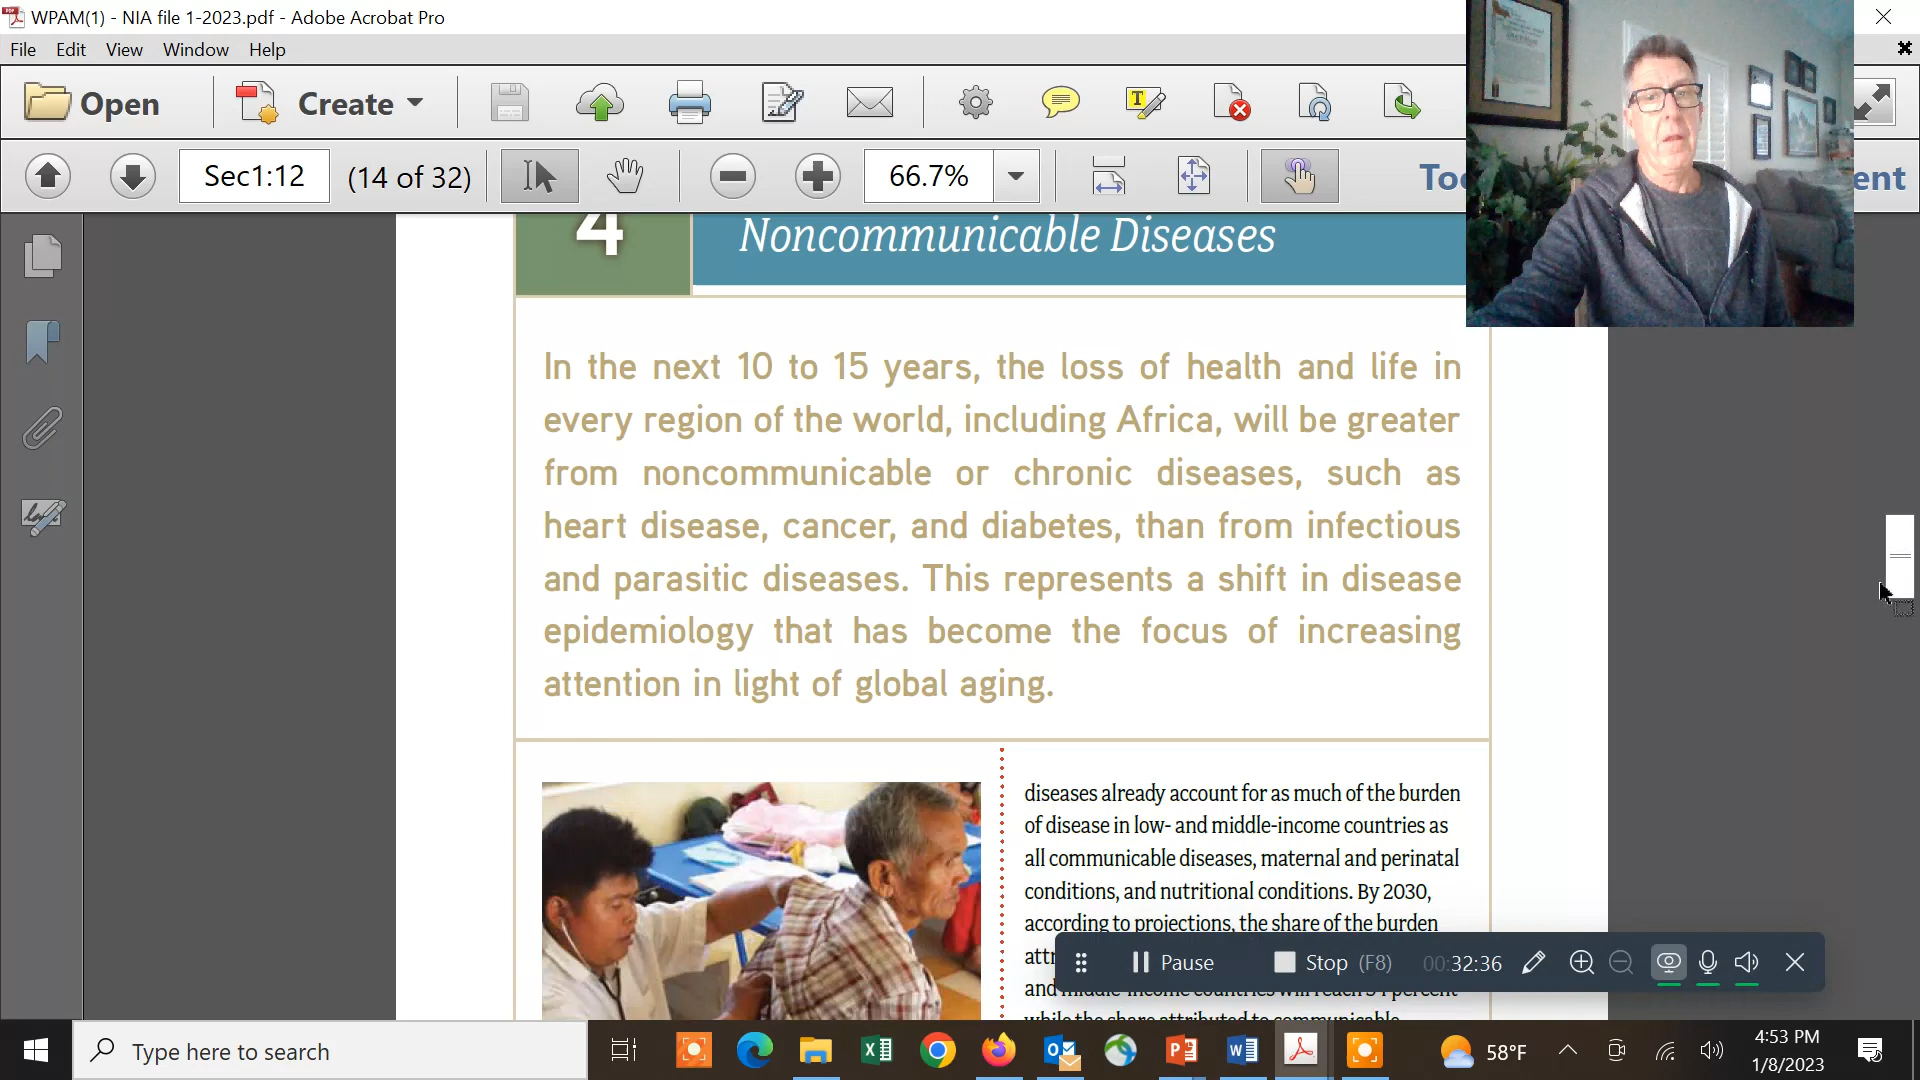 WPAM(1) - NIA file 1-2023.pdf - Adobe Acrobat Pro
File Edit View Window Help
Open Create
Sec1:12 (14 of 32) 66.7%
4 Noncommunicable Diseases
In the next 10 to 15 years, the loss of health and life in
every region of the world, including Africa, will be greater
from noncommunicable or chronic diseases, such as
heart disease, cancer, and diabetes, than from infectious
and parasitic diseases. This represents a shift in disease
epidemiology that has become the focus of increasing
attention in light of global aging.
diseases already account for as much of the burden
of disease in low- and middle-income countries as
all communicable diseases, maternal and perinatal
conditions, and nutritional conditions. By 2030,
according to projections, the share of the burden
and
Pause Stop (F8) 00:32:36
Type here to search
58°F
4:53 PM
1/8/2023